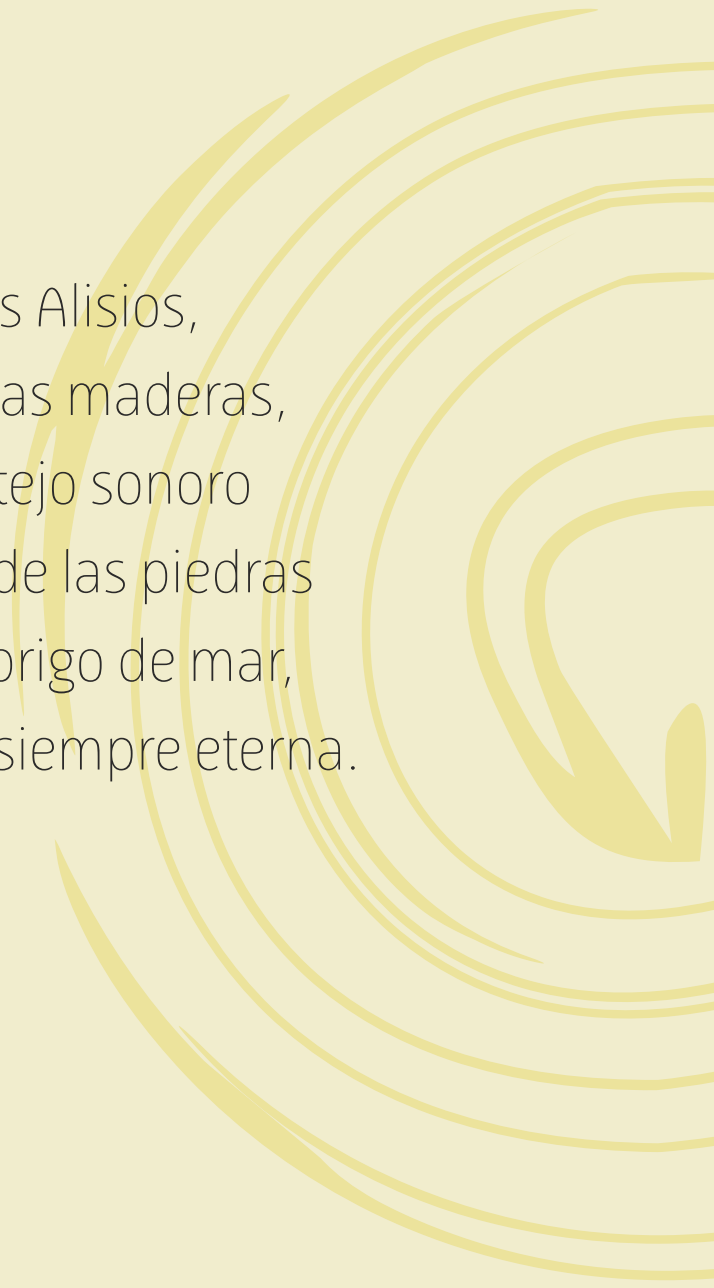 s Alisios,
as maderas,
tejo sonoro
de las piedras
brigo de mar,
siempre eterna.